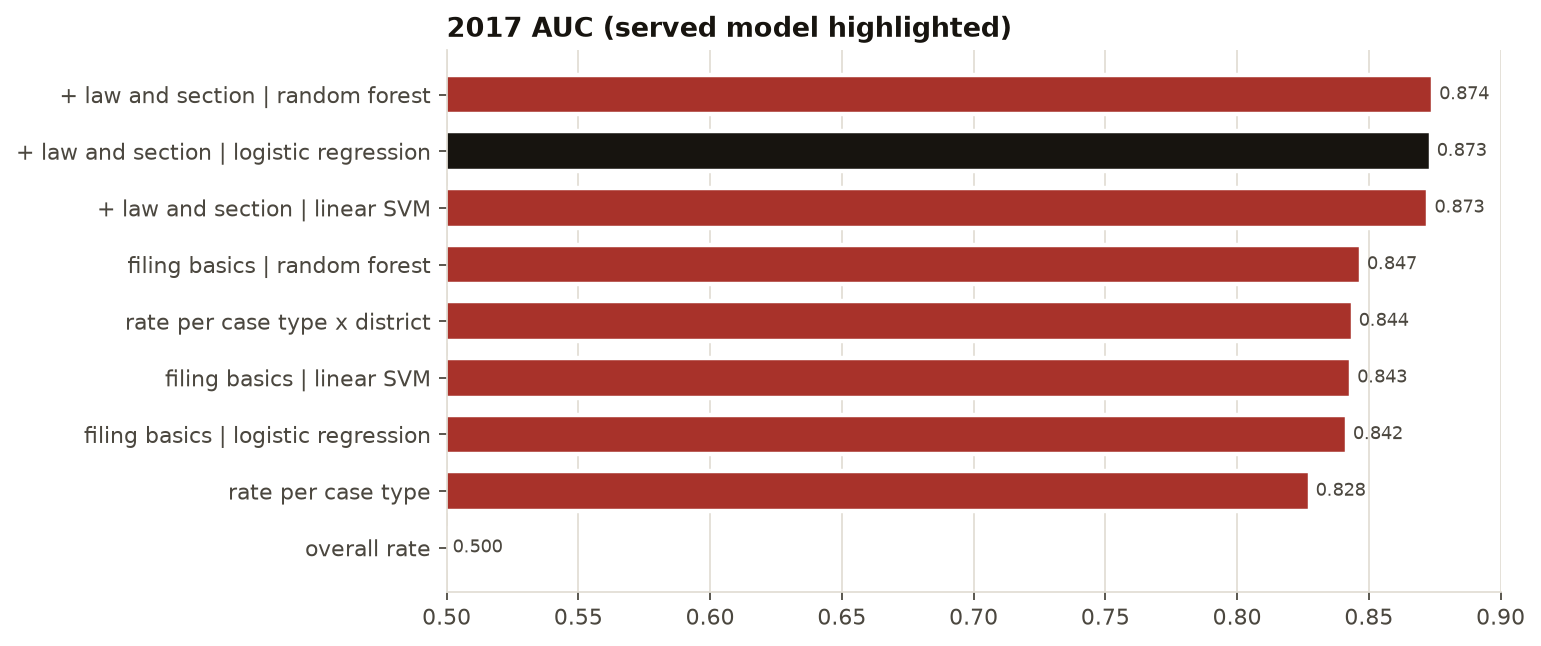 2017 AUC (served model highlighted)
+ law and section | random forest 0.874
+ law and section | logistic regression 0.873
+ law and section | linear SVM 0.873
filing basics | random forest 0.847
rate per case type x district 0.844
filing basics | linear SVM 0.843
filing basics | logistic regression 0.842
rate per case type 0.828
overall rate 0.500
0.50 0.55 0.60 0.65 0.70 0.75 0.80 0.85 0.90